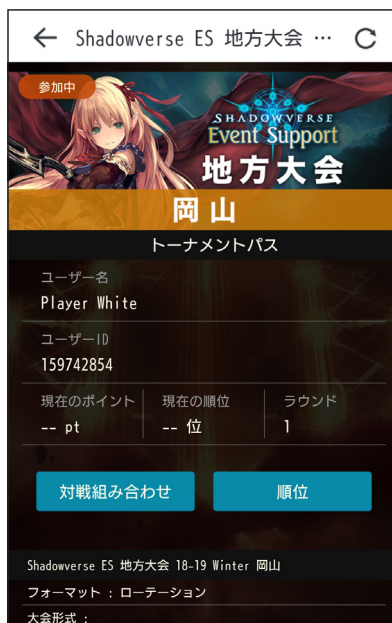 Shadowverse ES 地方大会 …
参加中
SHADOWVERSE
Event Support
地方大会
岡山
トーナメントパス
ユーザー名
Player White
ユーザーID
159742854
現在のポイント 現在の順位 ラウンド
-- pt -- 位 1
対戦組み合わせ 順位
Shadowverse ES 地方大会 18-19 Winter 岡山
フォーマット : ローテーション
大会形式 :